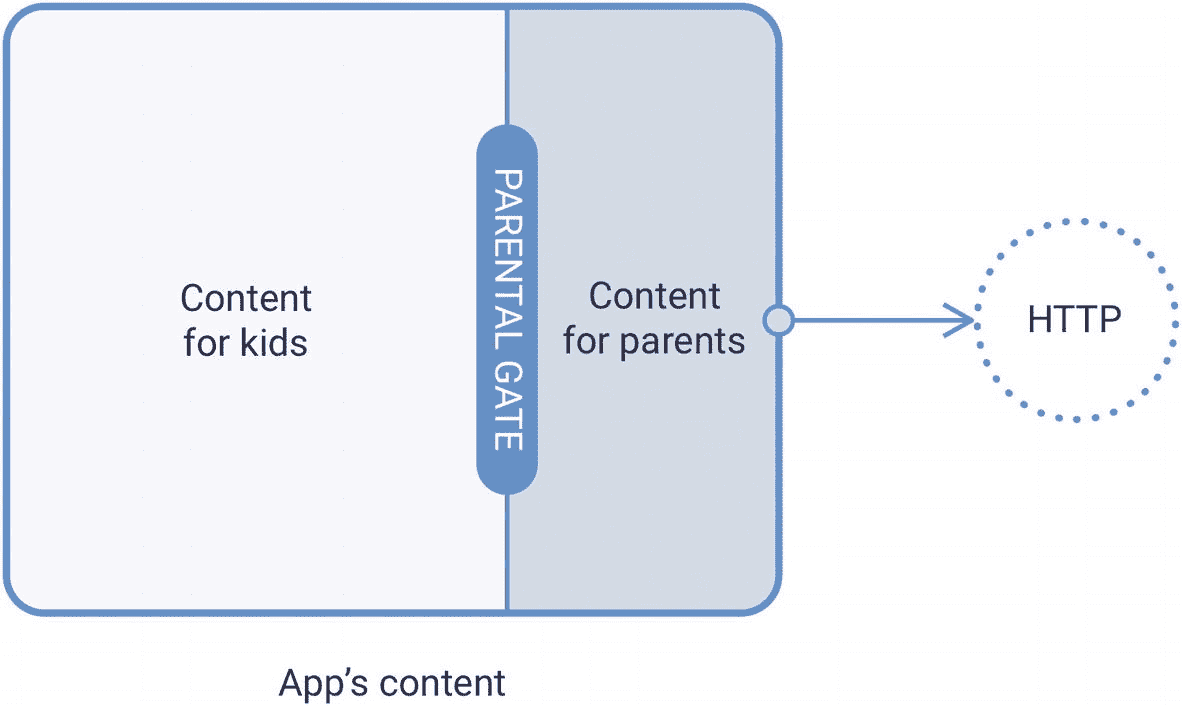 Content
for kids
PARENTAL GATE
Content
for parents
HTTP
App’s content